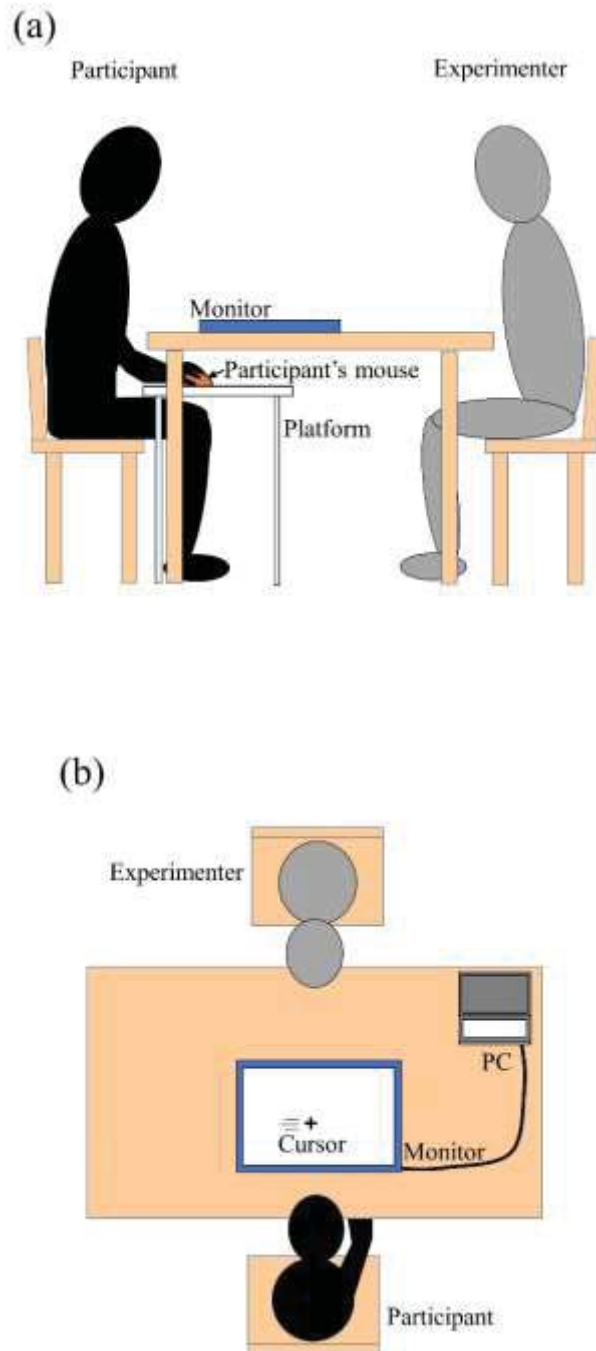 (a)
Participant
Experimenter
Monitor
Participant's mouse
Platform
(b)
Experimenter
PC
Cursor
Monitor
Participant